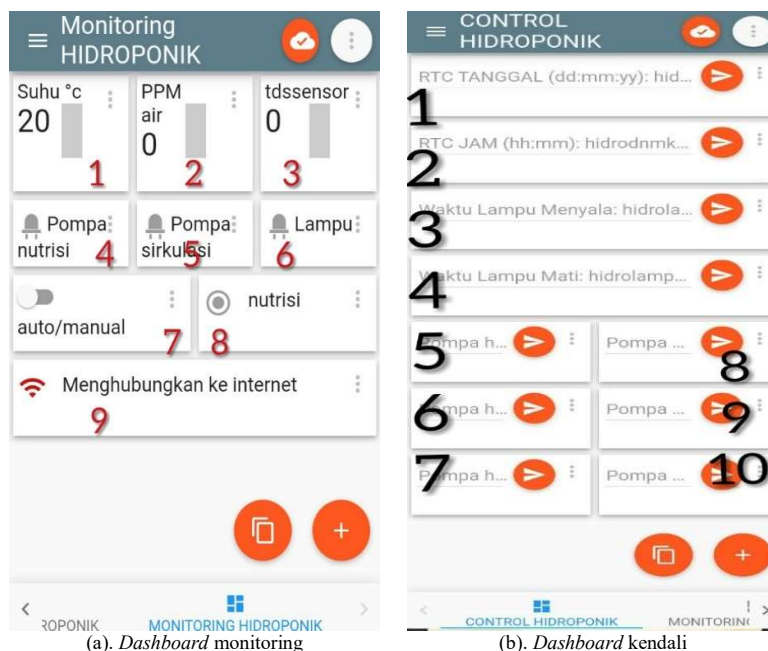 Monitoring
HIDROPONIK
Suhu °c
20
1
PPM
air
0
2
tdssensor
0
3
Pompa
nutrisi
4
Pompa
sirkulasi
5
Lampu
6
auto/manual
7
nutrisi
8
Menghubungkan ke internet
9
+
ROPONIK
MONITORING HIDROPONIK
(a). Dashboard monitoring
CONTROL
HIDROPONIK
RTC TANGGAL (dd:mm:yy): hid...
1
RTC JAM (hh:mm): hidrodnmk...
2
Waktu Lampu Menyala: hidrola...
3
Waktu Lampu Mati: hidrolamp...
4
Pompa h...
5
Pompa ...
8
Pompa h...
6
Pompa ...
9
Pompa h...
7
Pompa ...
10
+
CONTROL HIDROPONIK
MONITORING
(b). Dashboard kendali